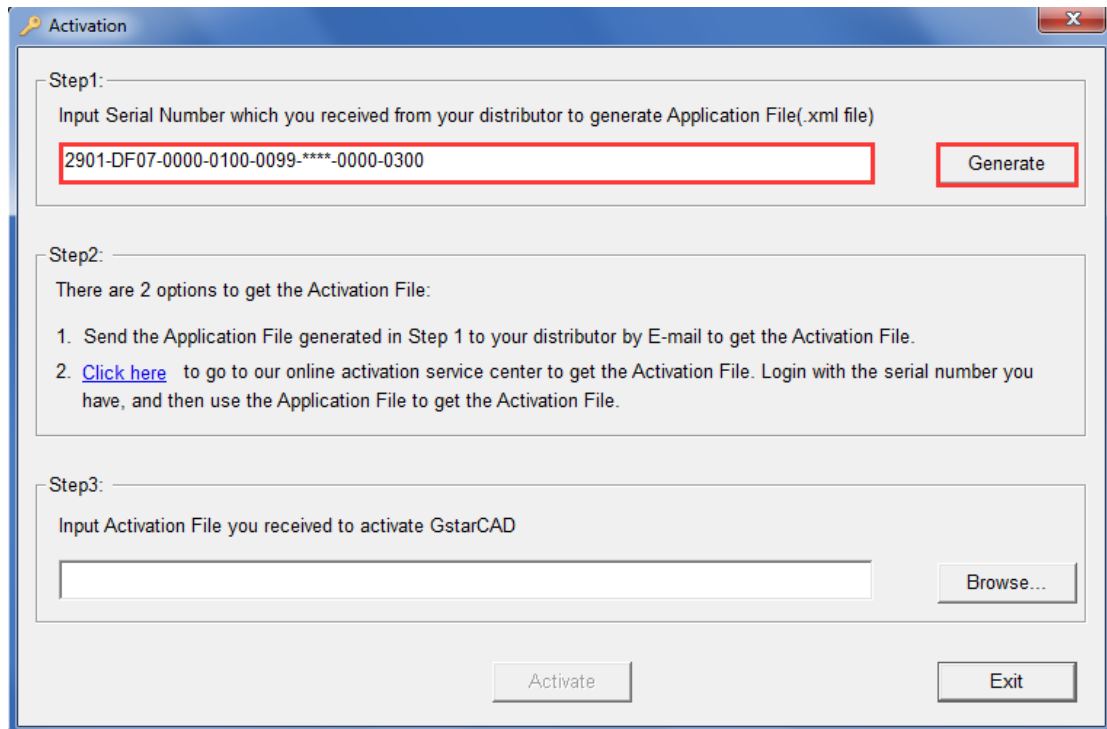 Activation
Step1:
Input Serial Number which you received from your distributor to generate Application File(.xml file)
2901-DF07-0000-0100-0099-****-0000-0300
Generate
Step2:
There are 2 options to get the Activation File:
1. Send the Application File generated in Step 1 to your distributor by E-mail to get the Activation File.
2. Click here to go to our online activation service center to get the Activation File. Login with the serial number you
have, and then use the Application File to get the Activation File.
Step3:
Input Activation File you received to activate GstarCAD
Browse...
Activate
Exit